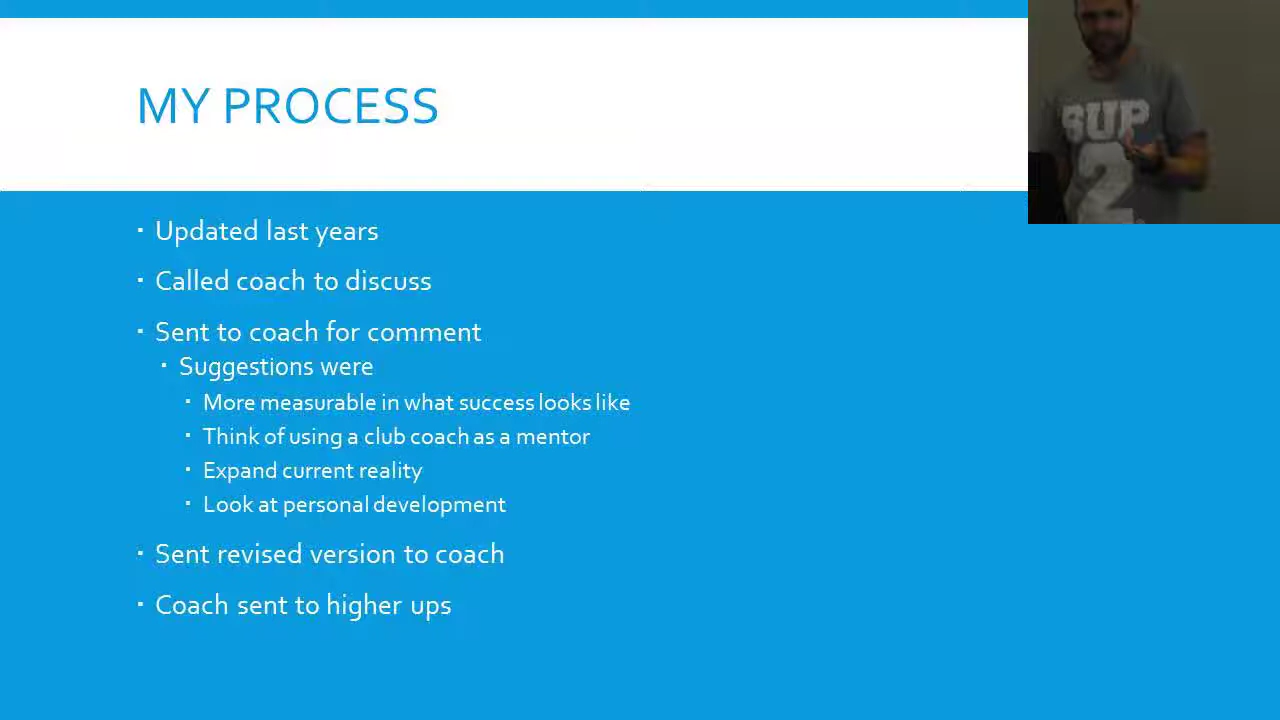 MY PROCESS
SUP
2
Updated last years
Called coach to discuss
Sent to coach for comment
Suggestions were
More measurable in what success looks like
Think of using a club coach as a mentor
Expand current reality
Look at personal development
Sent revised version to coach
Coach sent to higher ups